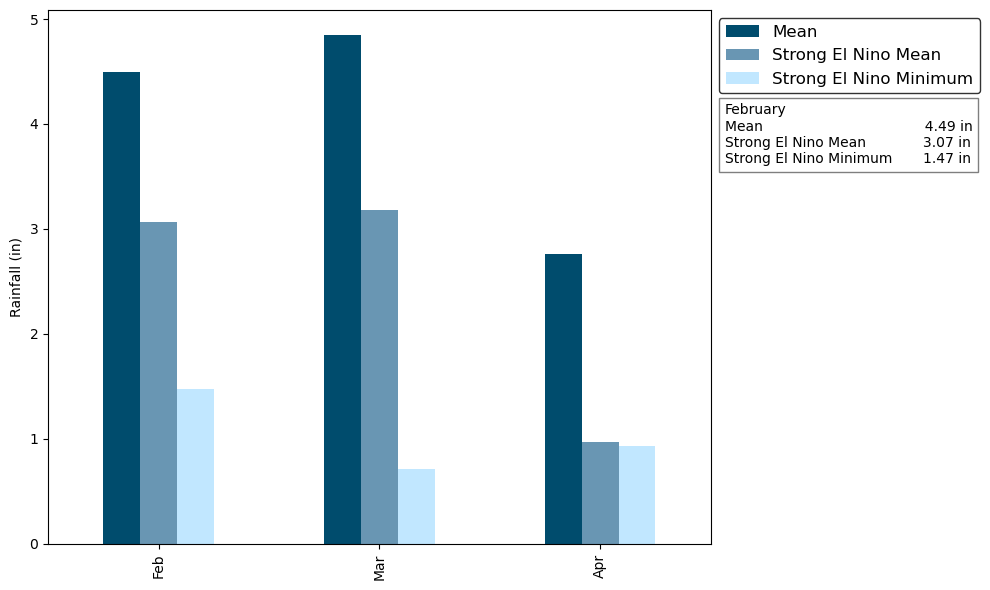 5
4
3
2
1
0
Rainfall (in)
Feb
Mar
Apr
Mean
Strong El Nino Mean
Strong El Nino Minimum
February
Mean 4.49 in
Strong El Nino Mean 3.07 in
Strong El Nino Minimum 1.47 in